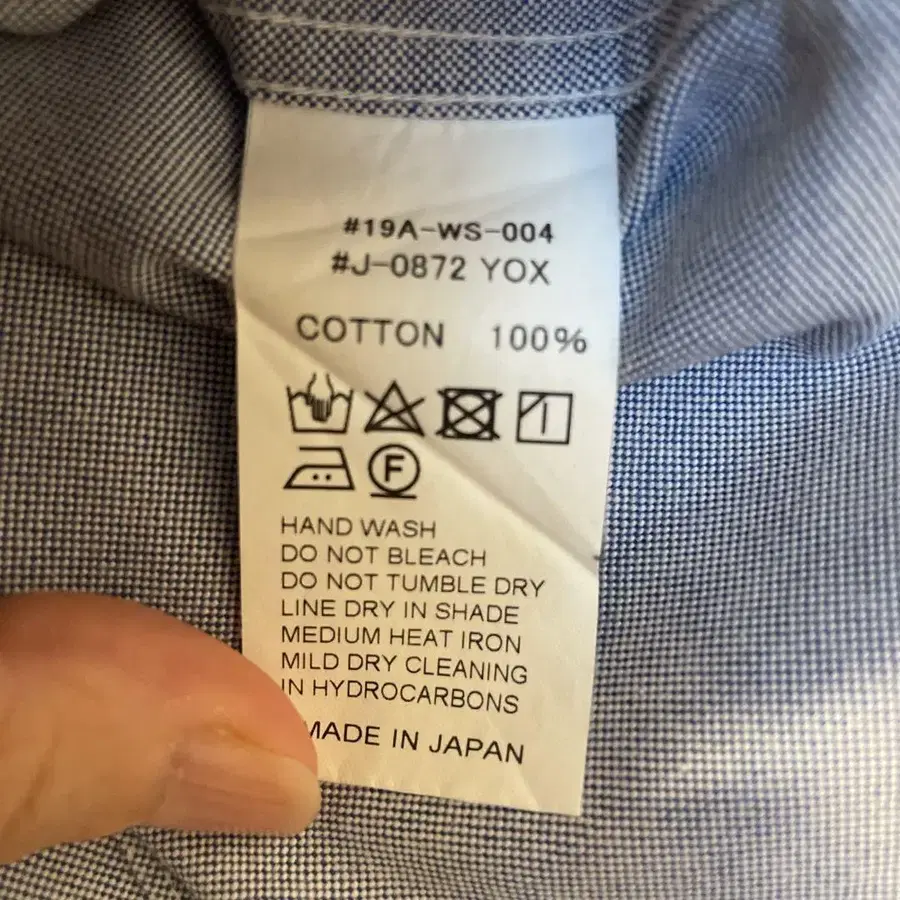 #19A-WS-004
#J-0872 YOX
COTTON 100%
F
HAND WASH
DO NOT BLEACH
DO NOT TUMBLE DRY
LINE DRY IN SHADE
MEDIUM HEAT IRON
MILD DRY CLEANING
IN HYDROCARBONS
MADE IN JAPAN